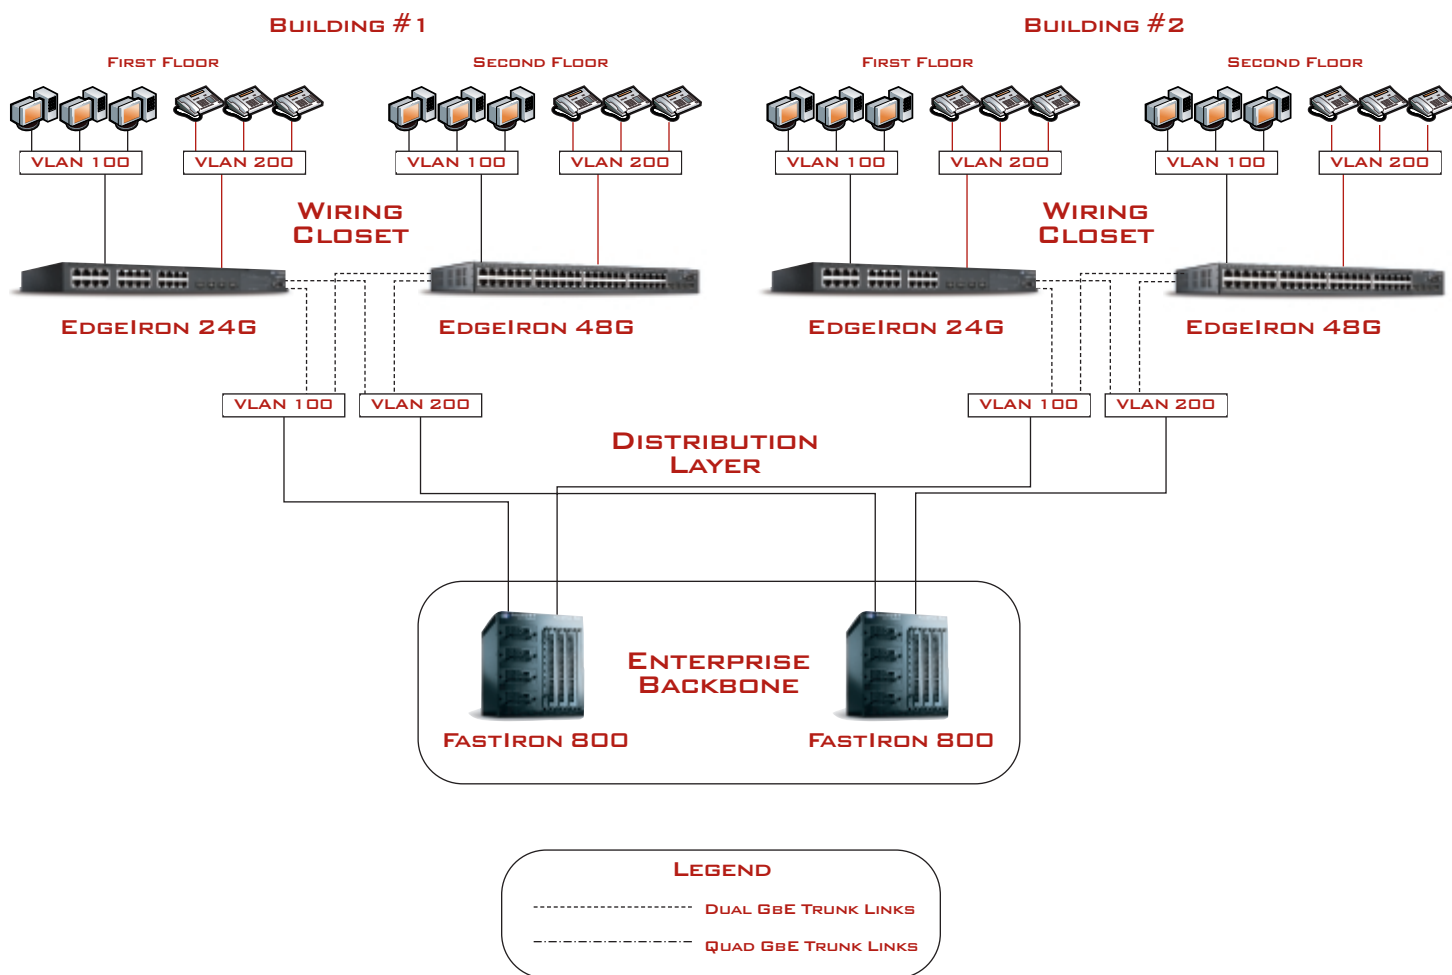 Building #1
Building #2
First Floor
Second Floor
First Floor
Second Floor
VLAN 100
VLAN 200
VLAN 100
VLAN 200
VLAN 100
VLAN 200
VLAN 100
VLAN 200
Wiring
Closet
Wiring
Closet
EdgeIron 24G
EdgeIron 48G
EdgeIron 24G
EdgeIron 48G
VLAN 100
VLAN 200
VLAN 100
VLAN 200
Distribution
Layer
Enterprise
Backbone
FastIron 800
FastIron 800
Legend
Dual GbE Trunk Links
Quad GbE Trunk Links